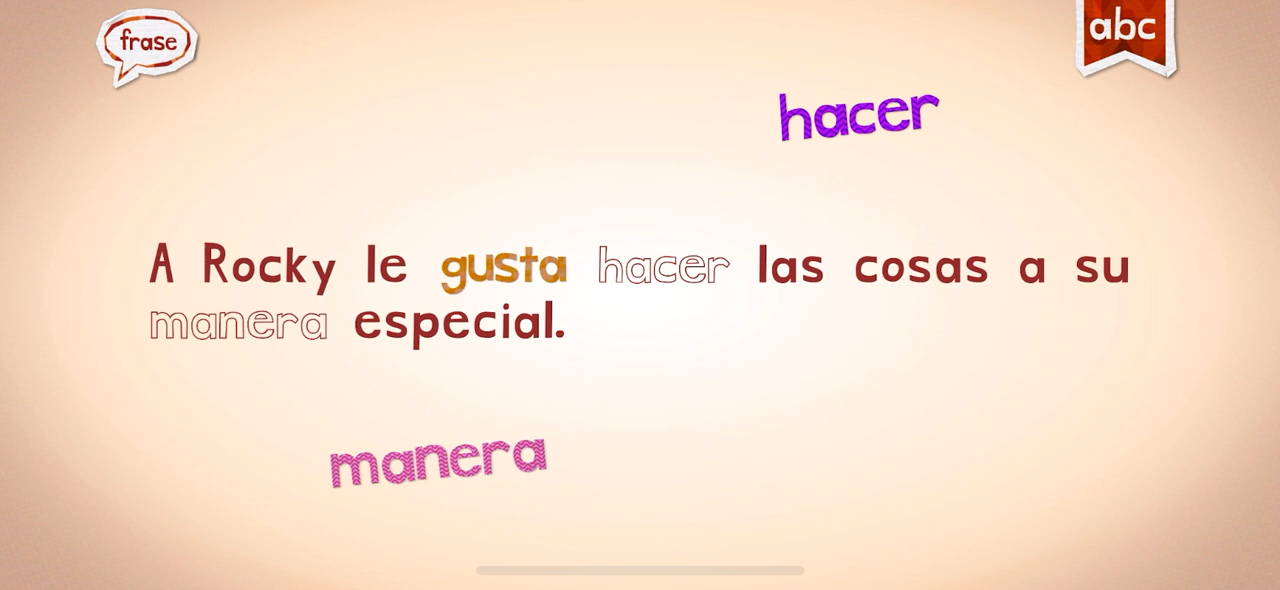 frase
abc
hacer
A Rocky le gusta hacer las cosas a su
manera especial.
manera